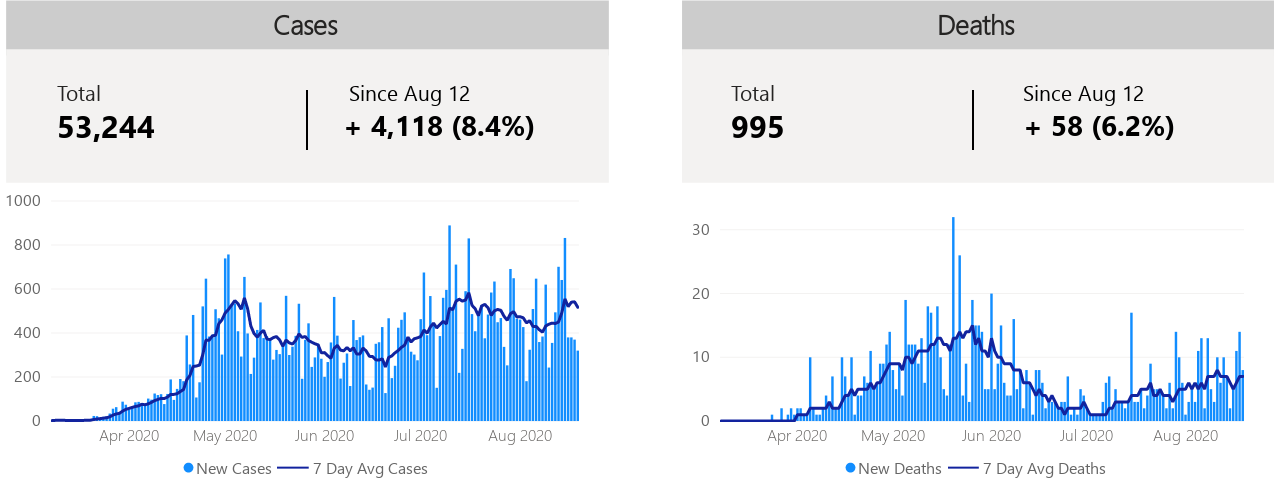 Cases
Total
Since Aug 12
53,244
+ 4,118 (8.4%)
1000
800
600
400
200
0
Apr 2020
May 2020
Jun 2020
Jul 2020
Aug 2020
New Cases
7 Day Avg Cases
Deaths
Total
Since Aug 12
995
+ 58 (6.2%)
30
20
10
0
Apr 2020
May 2020
Jun 2020
Jul 2020
Aug 2020
New Deaths
7 Day Avg Deaths